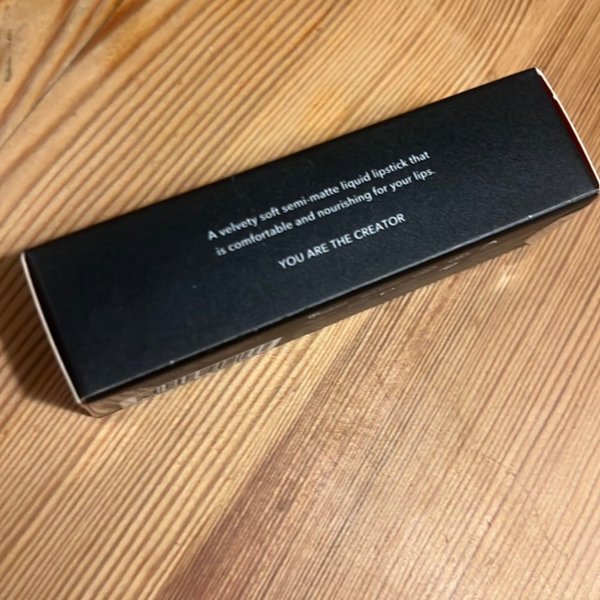 A velvety soft semi-matte liquid lipstick that
is comfortable and nourishing for your lips.
YOU ARE THE CREATOR